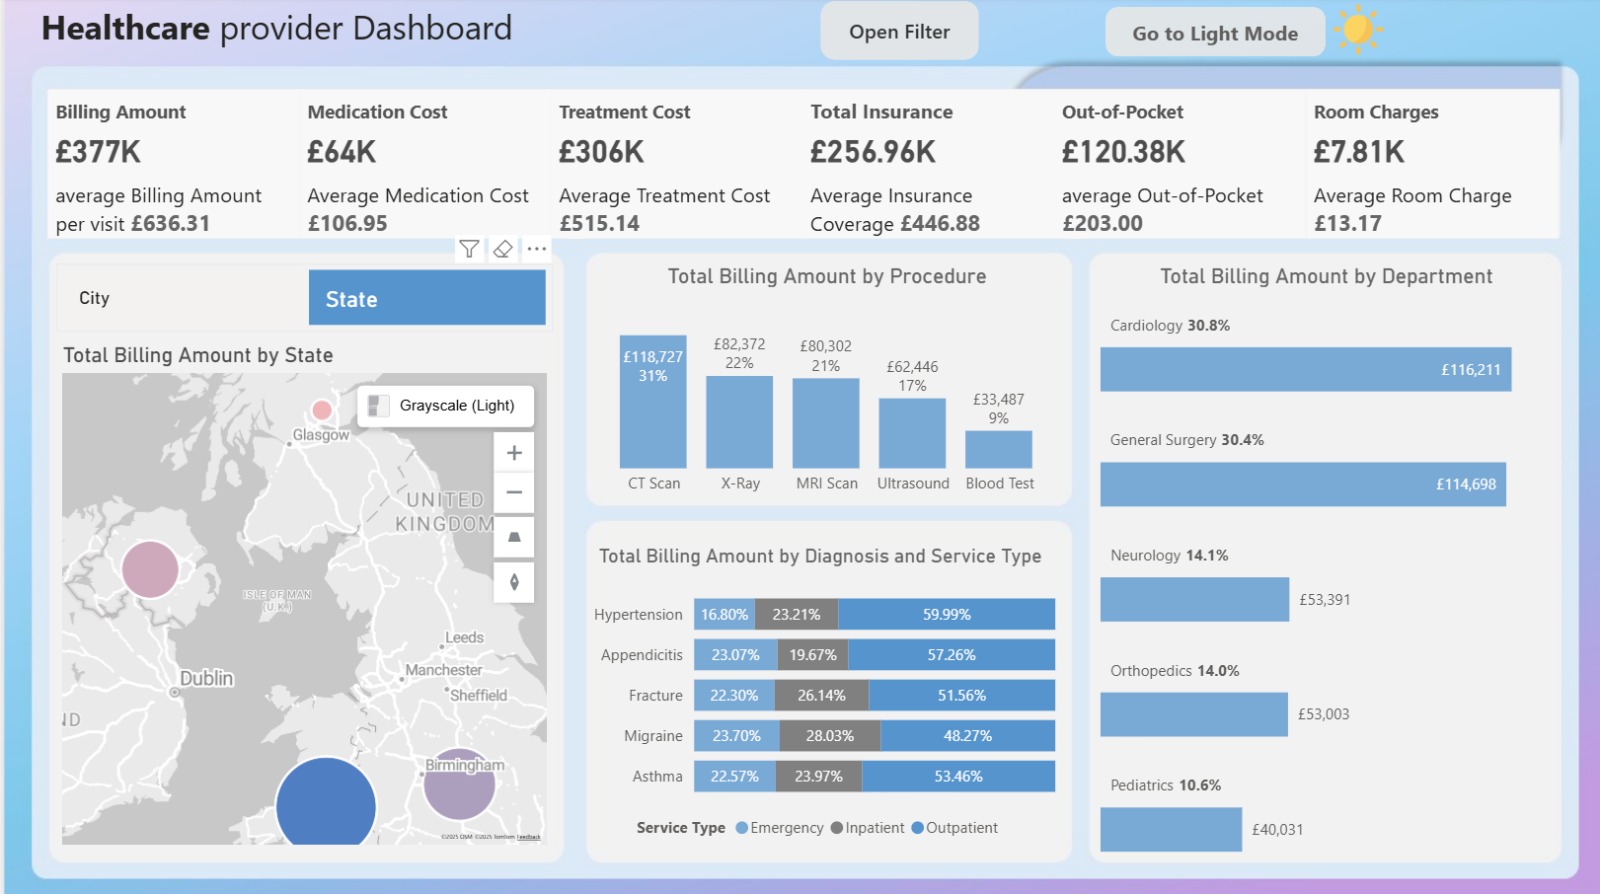 Healthcare provider Dashboard
Open Filter
Go to Light Mode
Billing Amount
£377K
average Billing Amount
per visit £636.31
Medication Cost
£64K
Average Medication Cost
£106.95
Treatment Cost
£306K
Average Treatment Cost
£515.14
Total Insurance
£256.96K
Average Insurance
Coverage £446.88
Out-of-Pocket
£120.38K
average Out-of-Pocket
£203.00
Room Charges
£7.81K
Average Room Charge
£13.17
City
State
Total Billing Amount by State
Grayscale (Light)
Glasgow
UNITED
KINGDOM
ISLE OF MAN
(U.K.)
Leeds
Manchester
Sheffield
Dublin
ND
Birmingham
©2025 OSM ©2025 TomTom Feedback
Total Billing Amount by Procedure
£118,727
31%
£82,372
22%
£80,302
21%
£62,446
17%
£33,487
9%
CT Scan
X-Ray
MRI Scan
Ultrasound
Blood Test
Total Billing Amount by Diagnosis and Service Type
Hypertension 16.80% 23.21% 59.99%
Appendicitis 23.07% 19.67% 57.26%
Fracture 22.30% 26.14% 51.56%
Migraine 23.70% 28.03% 48.27%
Asthma 22.57% 23.97% 53.46%
Service Type Emergency Inpatient Outpatient
Total Billing Amount by Department
Cardiology 30.8%
£116,211
General Surgery 30.4%
£114,698
Neurology 14.1%
£53,391
Orthopedics 14.0%
£53,003
Pediatrics 10.6%
£40,031